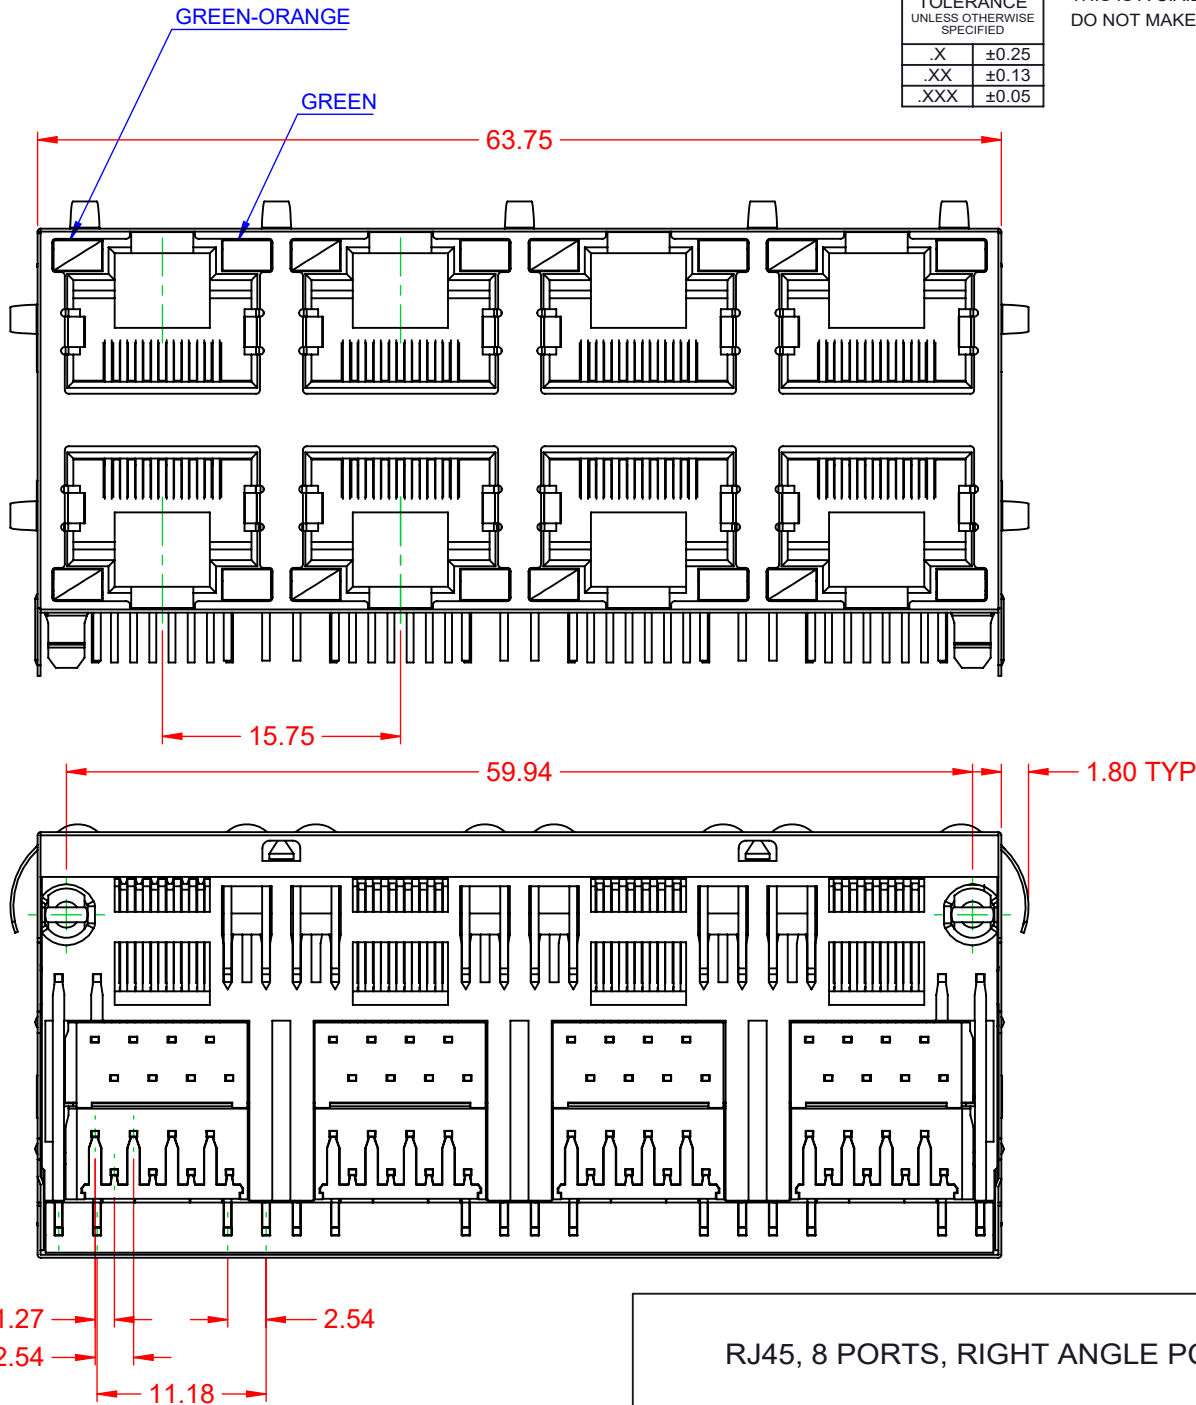 GREEN-ORANGE
GREEN
TOLERANCE
UNLESS OTHERWISE
SPECIFIED
.X ±0.25
.XX ±0.13
.XXX ±0.05
DO NOT MAKE
63.75
15.75
59.94
1.80 TYP
1.27
2.54
2.54
11.18
RJ45, 8 PORTS, RIGHT ANGLE